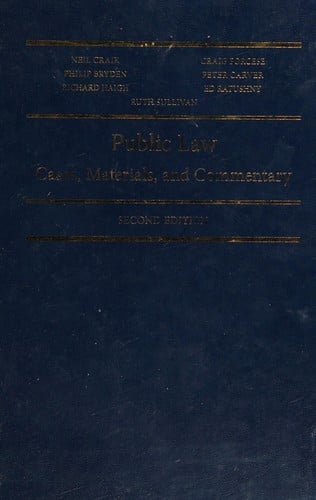 NEIL CRAIK CRAIG FORCESE
PHILIP BRYDEN PETER CARVER
RICHARD HAIGH ED RATUSHNY
RUTH SULLIVAN
Public Law
Cases, Materials, and Commentary
SECOND EDITION